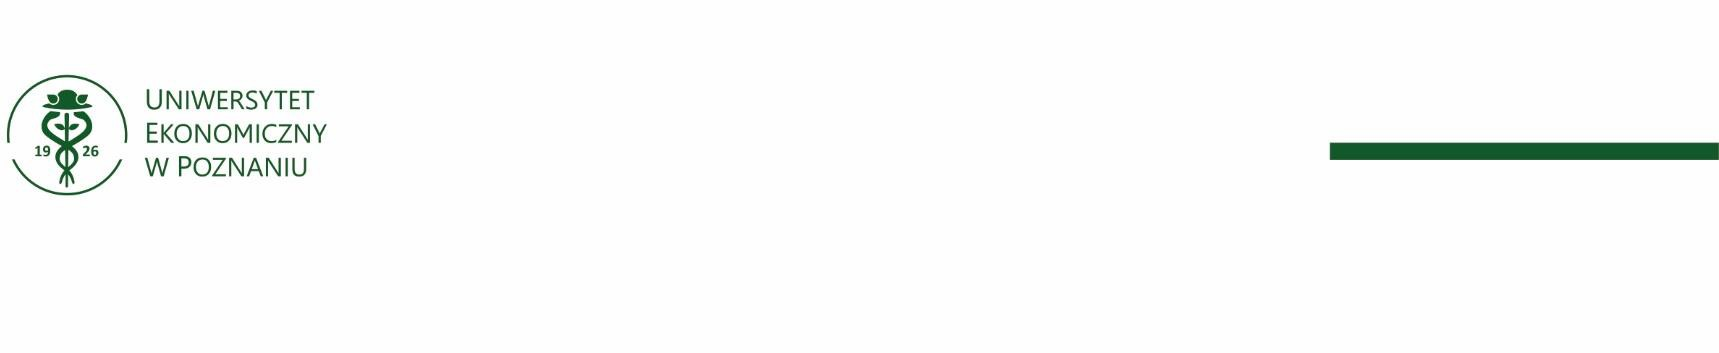 UNIWERSYTET
EKONOMICZNY
W POZNANIU
19 26